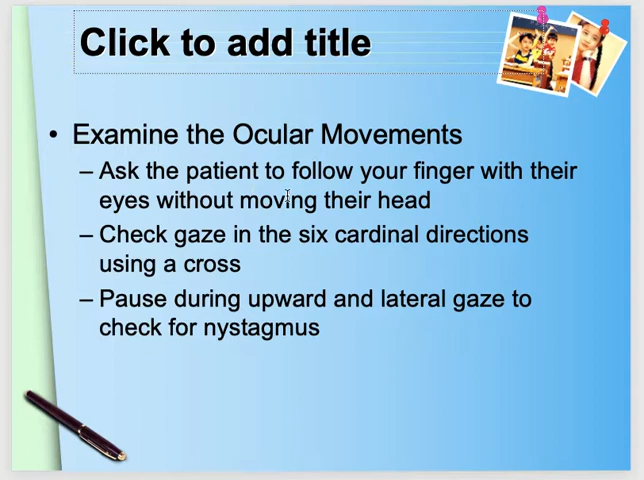 Click to add title
• Examine the Ocular Movements
– Ask the patient to follow your finger with their
eyes without moving their head
– Check gaze in the six cardinal directions
using a cross
– Pause during upward and lateral gaze to
check for nystagmus